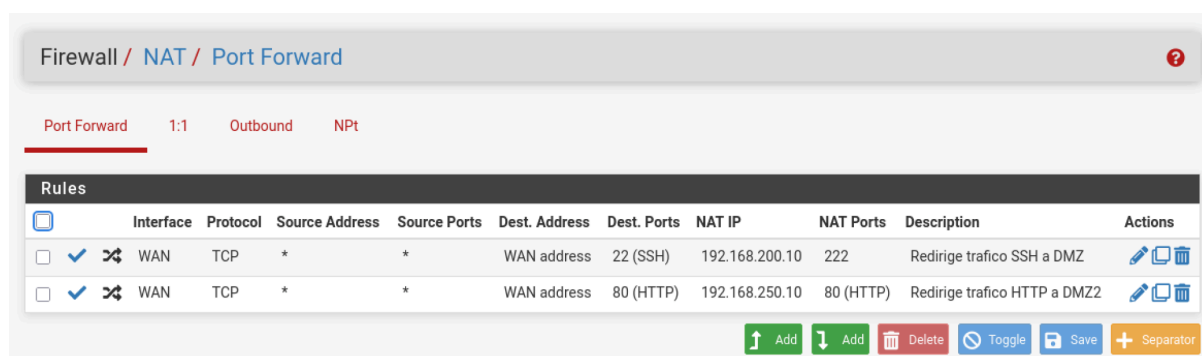 Firewall / NAT / Port Forward
Port Forward 1:1 Outbound NPt
Rules
Interface Protocol Source Address Source Ports Dest. Address Dest. Ports NAT IP NAT Ports Description Actions
WAN TCP * * WAN address 22 (SSH) 192.168.200.10 222 Redirige trafico SSH a DMZ
WAN TCP * * WAN address 80 (HTTP) 192.168.250.10 80 (HTTP) Redirige trafico HTTP a DMZ2
Add Add Delete Toggle Save Separator